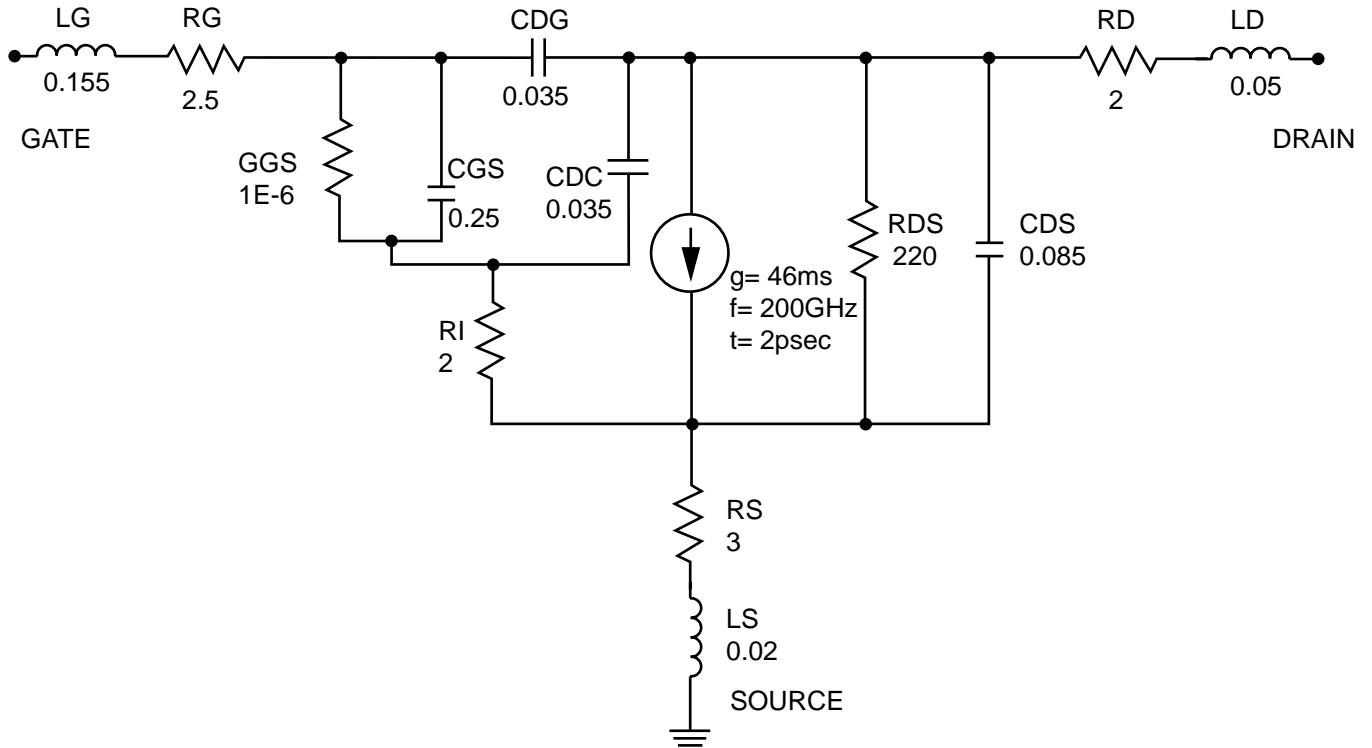 LG
0.155
RG
2.5
CDG
0.035
RD
2
LD
0.05
GATE
DRAIN
GGS
1E-6
CGS
0.25
CDC
0.035
g= 46ms
f= 200GHz
t= 2psec
RDS
220
CDS
0.085
RI
2
RS
3
LS
0.02
SOURCE